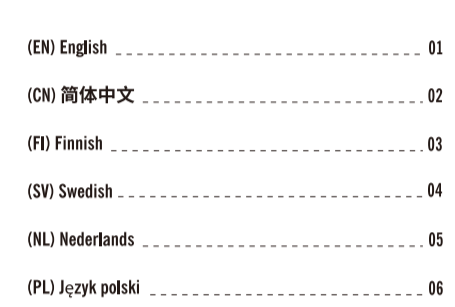 (EN) English 01
(CN) 简体中文 02
(FI) Finnish 03
(SV) Swedish 04
(NL) Nederlands 05
(PL) Język polski 06